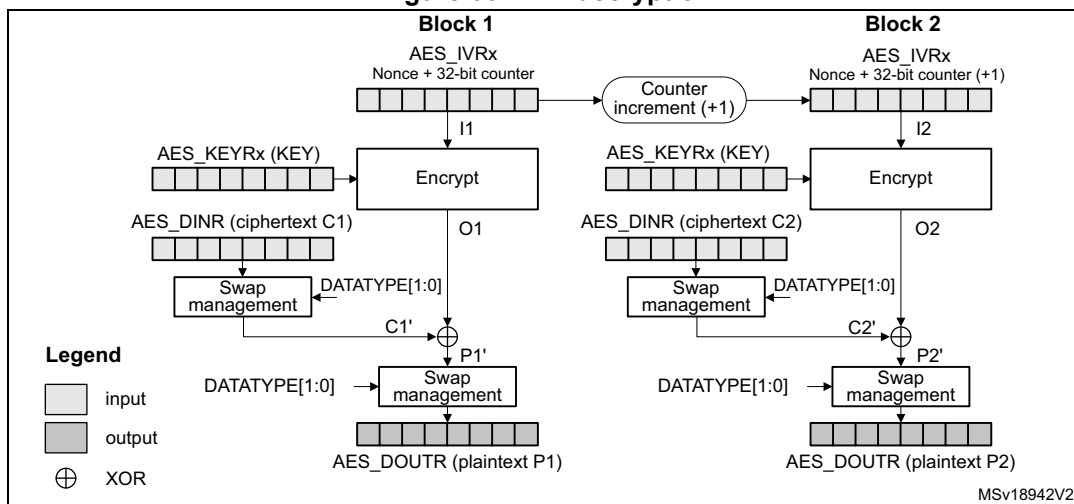 Block 1
Block 2
AES_IVRx
Nonce + 32-bit counter
AES_IVRx
Nonce + 32-bit counter (+1)
Counter
increment (+1)
I1
I2
AES_KEYRx (KEY)
Encrypt
AES_KEYRx (KEY)
Encrypt
AES_DINR (ciphertext C1)
O1
AES_DINR (ciphertext C2)
O2
Swap
management
DATATYPE[1:0]
Swap
management
DATATYPE[1:0]
C1'
C2'
Legend
P1'
P2'
DATATYPE[1:0]
Swap
management
DATATYPE[1:0]
Swap
management
input
output
XOR
AES_DOUTR (plaintext P1)
AES_DOUTR (plaintext P2)
MSv18942V2